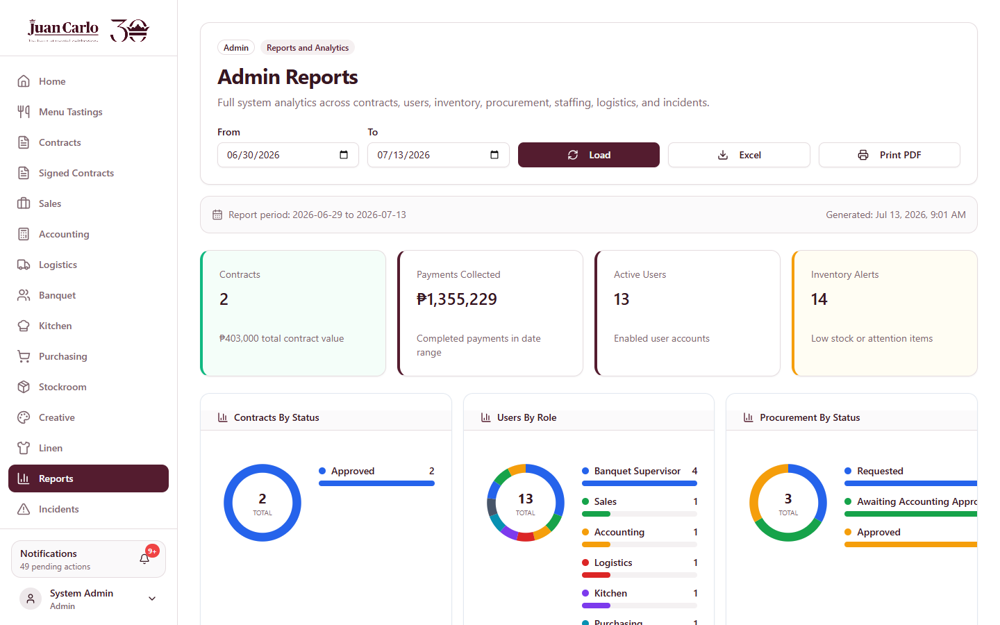 Juan Carlo 30
Home
Menu Tastings
Contracts
Signed Contracts
Sales
Accounting
Logistics
Banquet
Kitchen
Purchasing
Stockroom
Creative
Linen
Reports
Incidents
Notifications
9+
49 pending actions
System Admin
Admin
Admin
Reports and Analytics
Admin Reports
Full system analytics across contracts, users, inventory, procurement, staffing, logistics, and incidents.
From
To
06/30/2026
07/13/2026
Load
Excel
Print PDF
Report period: 2026-06-29 to 2026-07-13
Generated: Jul 13, 2026, 9:01 AM
Contracts
2
₱403,000 total contract value
Payments Collected
₱1,355,229
Completed payments in date
range
Active Users
13
Enabled user accounts
Inventory Alerts
14
Low stock or attention items
Contracts By Status
2
TOTAL
Approved 2
Users By Role
13
TOTAL
Banquet Supervisor 4
Sales 1
Accounting 1
Logistics 1
Kitchen 1
Purchasing 1
Procurement By Status
3
TOTAL
Requested
Awaiting Accounting Appro
Approved